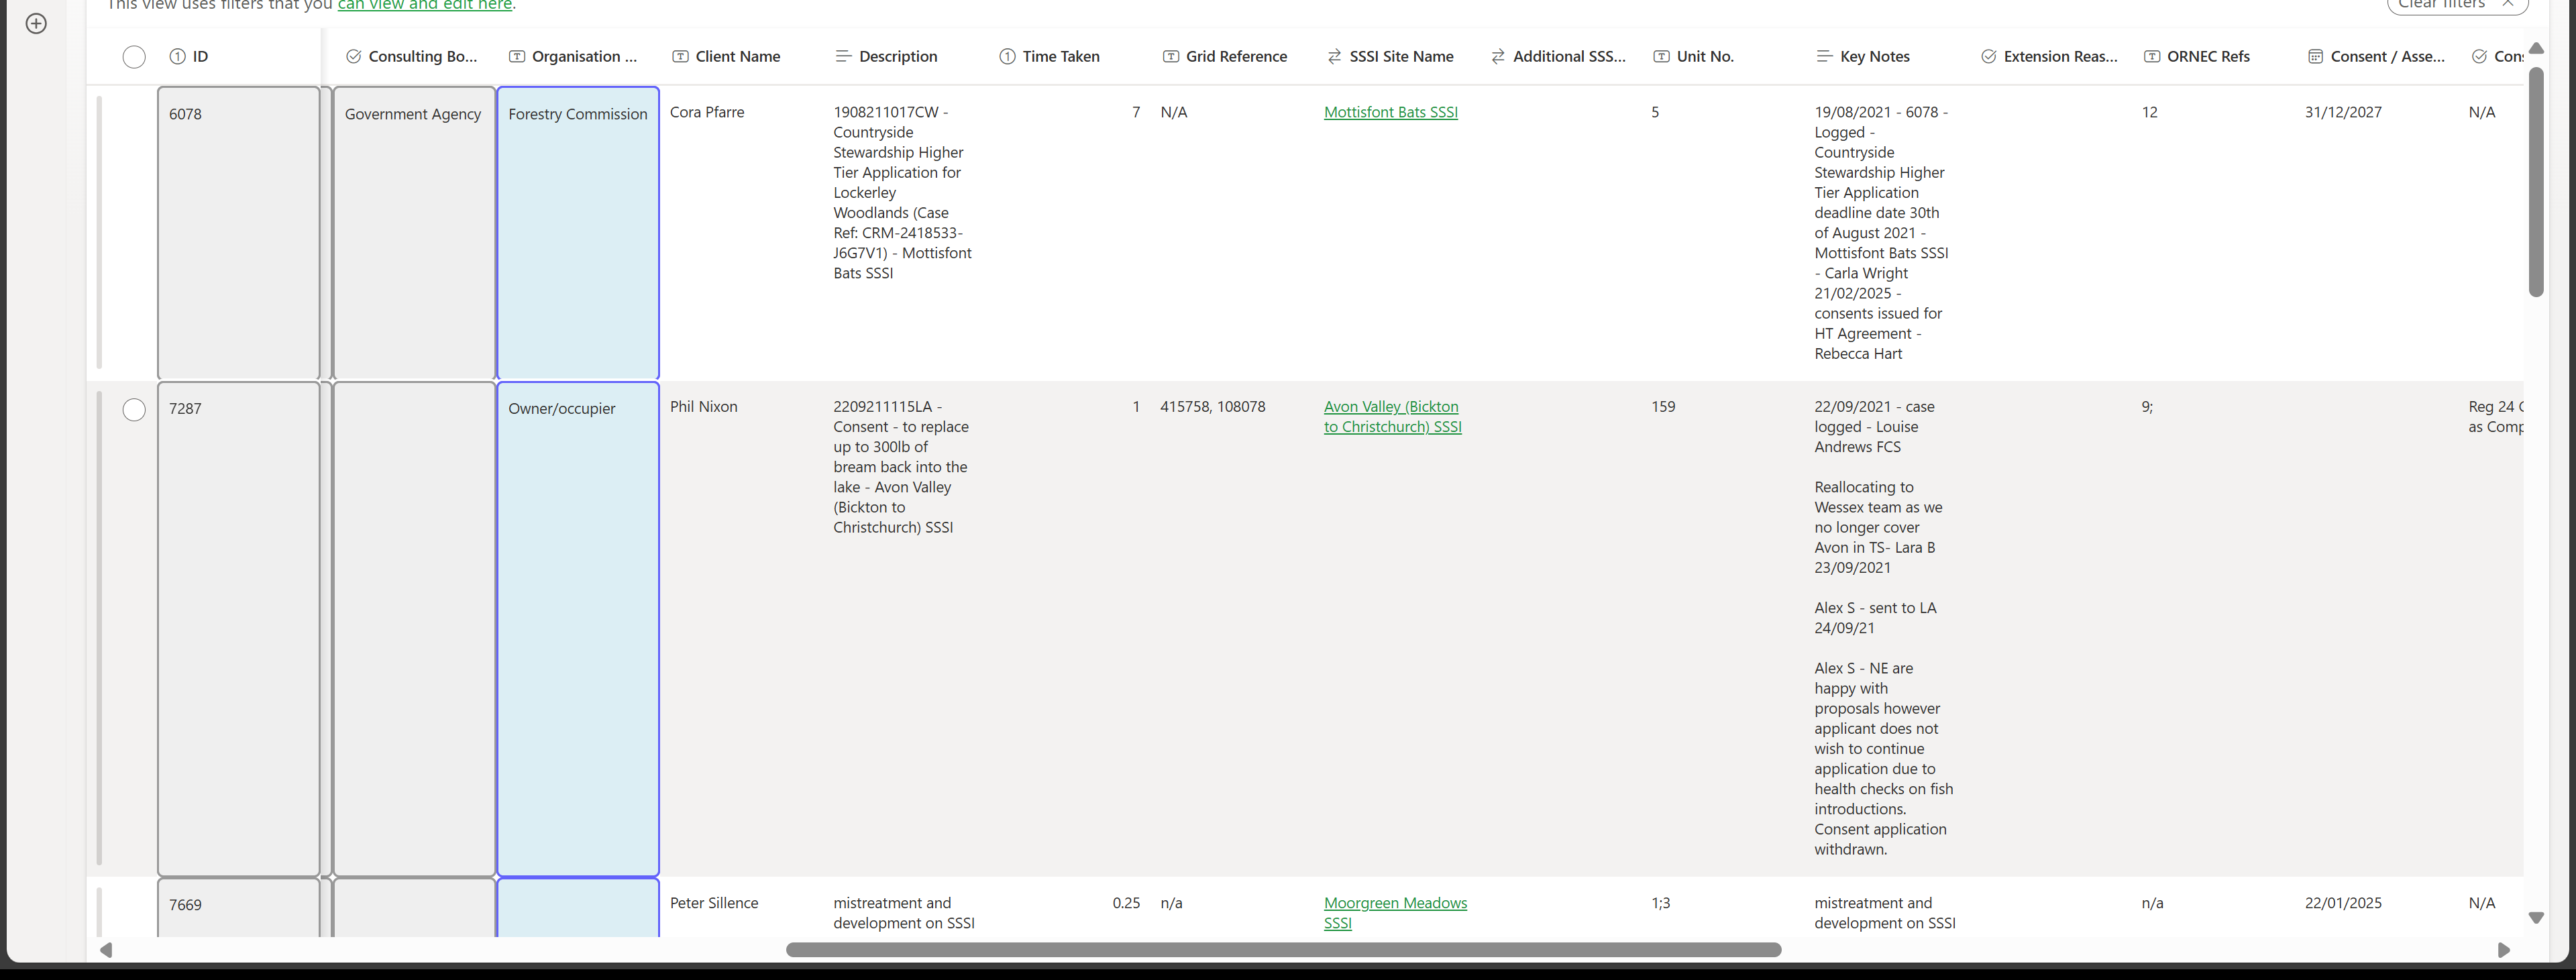 This view uses filters that you can view and edit here.
Clear filters
ID
Consulting Bo...
Organisation ...
Client Name
Description
Time Taken
Grid Reference
SSSI Site Name
Additional SSS...
Unit No.
Key Notes
Extension Reas...
ORNEC Refs
Consent / Asse...
Cons
6078
Government Agency
Forestry Commission
Cora Pfarre
1908211017CW -
Countryside
Stewardship Higher
Tier Application for
Lockerley
Woodlands (Case
Ref: CRM-2418533-
J6G7V1) - Mottisfont
Bats SSSI
7
N/A
Mottisfont Bats SSSI
5
19/08/2021 - 6078 -
Logged -
Countryside
Stewardship Higher
Tier Application
deadline date 30th
of August 2021 -
Mottisfont Bats SSSI
- Carla Wright
21/02/2025 -
consents issued for
HT Agreement -
Rebecca Hart
12
31/12/2027
N/A
7287
Owner/occupier
Phil Nixon
2209211115LA -
Consent - to replace
up to 300lb of
bream back into the
lake - Avon Valley
(Bickton to
Christchurch) SSSI
1
415758, 108078
Avon Valley (Bickton
to Christchurch) SSSI
159
22/09/2021 - case
logged - Louise
Andrews FCS
Reallocating to
Wessex team as we
no longer cover
Avon in TS- Lara B
23/09/2021
Alex S - sent to LA
24/09/21
Alex S - NE are
happy with
proposals however
applicant does not
wish to continue
application due to
health checks on fish
introductions.
Consent application
withdrawn.
9;
Reg 24
as Comp
7669
Peter Sillence
mistreatment and
development on SSSI
0.25
n/a
Moorgreen Meadows
SSSI
1;3
mistreatment and
development on SSSI
n/a
22/01/2025
N/A